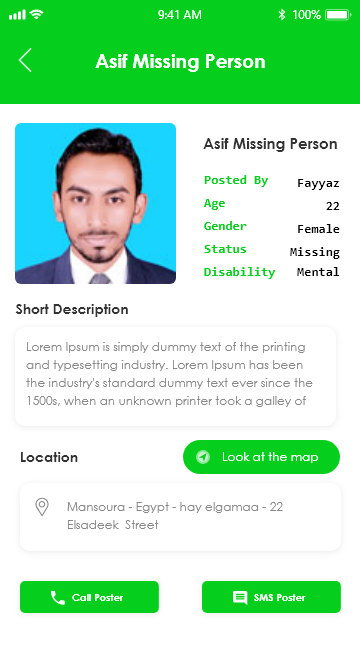 9:41 AM 100%
Asif Missing Person
Asif Missing Person
Posted By Fayyaz
Age 22
Gender Female
Status Missing
Disability Mental
Short Description
Lorem Ipsum is simply dummy text of the printing
and typesetting industry. Lorem Ipsum has been
the industry's standard dummy text ever since the
1500s, when an unknown printer took a galley of
Location Look at the map
Mansoura - Egypt - hay elgamaa - 22
Elsadeek Street
Call Poster SMS Poster